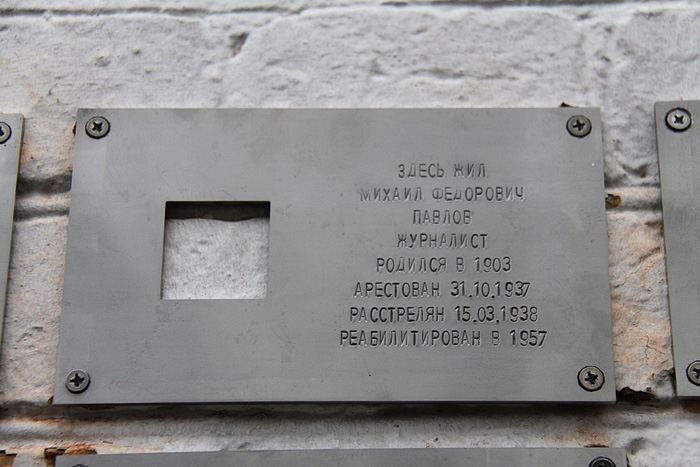 ЗДЕСЬ ЖИЛ
МИХАИЛ ФЕДОРОВИЧ
ПАВЛОВ
ЖУРНАЛИСТ
РОДИЛСЯ В 1903
АРЕСТОВАН 31.10.1937
РАССТРЕЛЯН 15.03.1938
РЕАБИЛИТИРОВАН В 1957